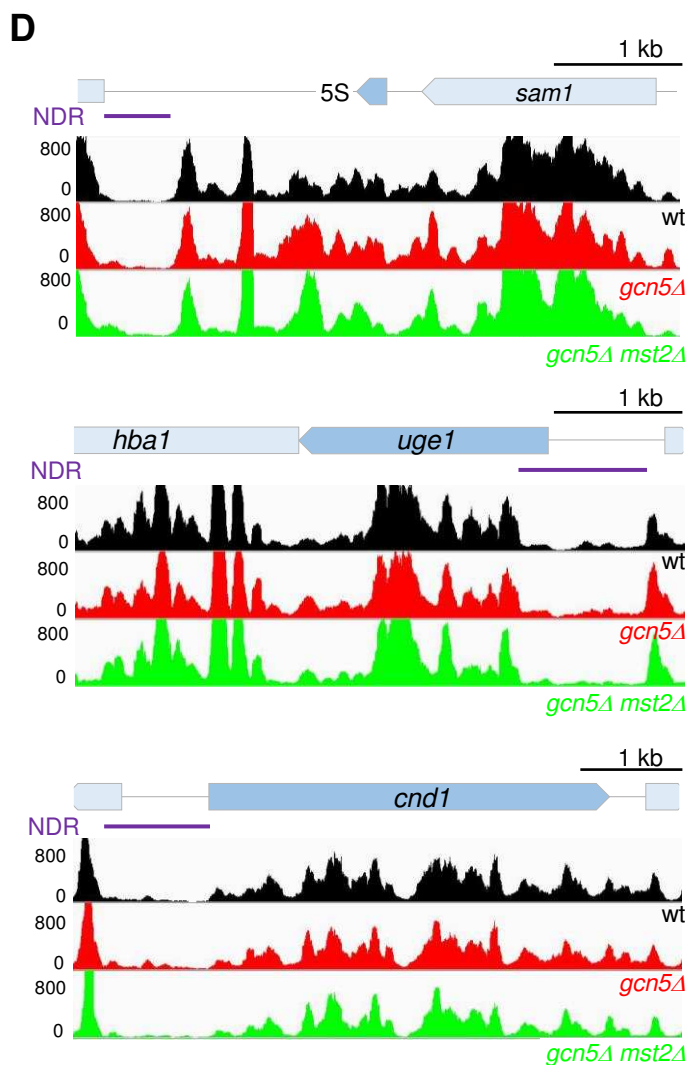 D
1 kb
5S sam1
NDR
800
0
wt
800
0
gcn5Δ
800
0
gcn5Δ mst2Δ
1 kb
hba1 uge1
NDR
800
0
wt
800
0
gcn5Δ
800
0
gcn5Δ mst2Δ
1 kb
cnd1
NDR
800
0
wt
800
0
gcn5Δ
800
0
gcn5Δ mst2Δ